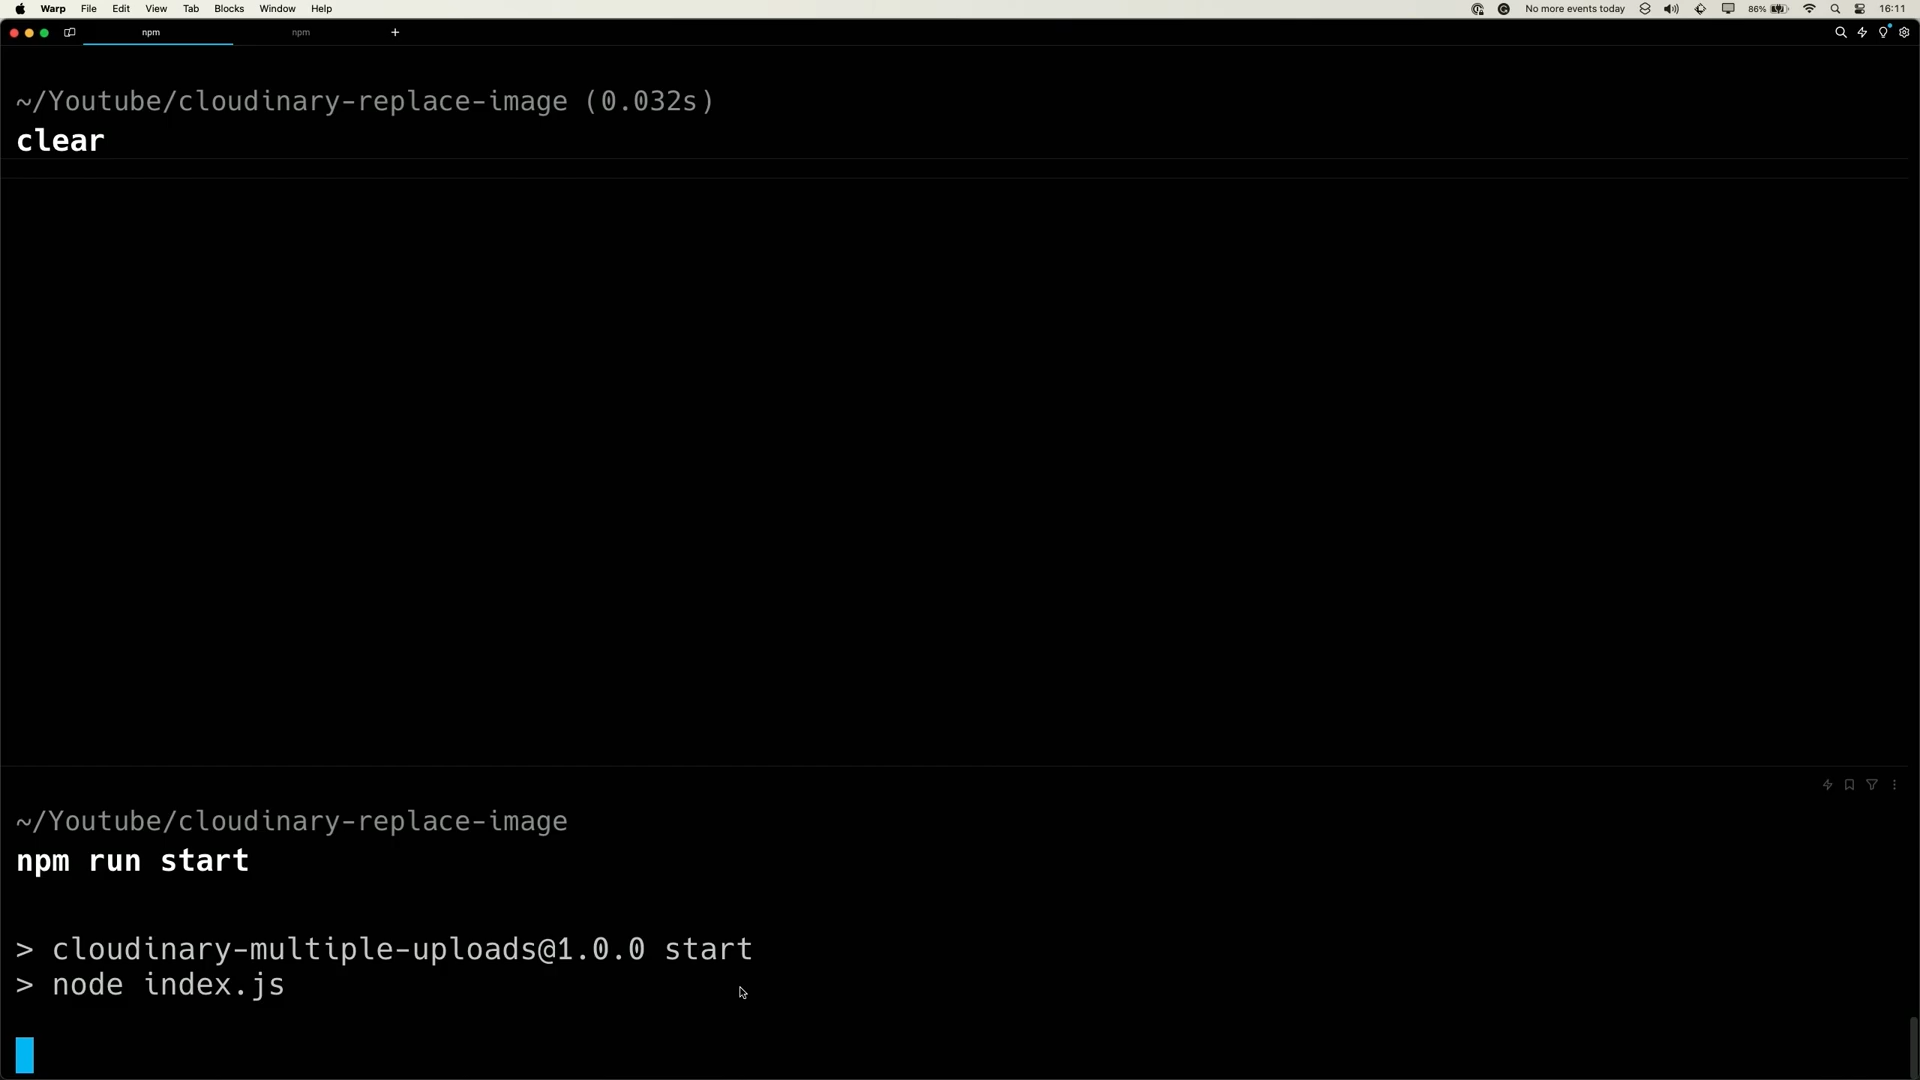 Warp File Edit View Tab Blocks Window Help No more events today 86% 16:11
npm npm +
~/Youtube/cloudinary-replace-image (0.032s)
clear
~/Youtube/cloudinary-replace-image
npm run start
> cloudinary-multiple-uploads@1.0.0 start
> node index.js